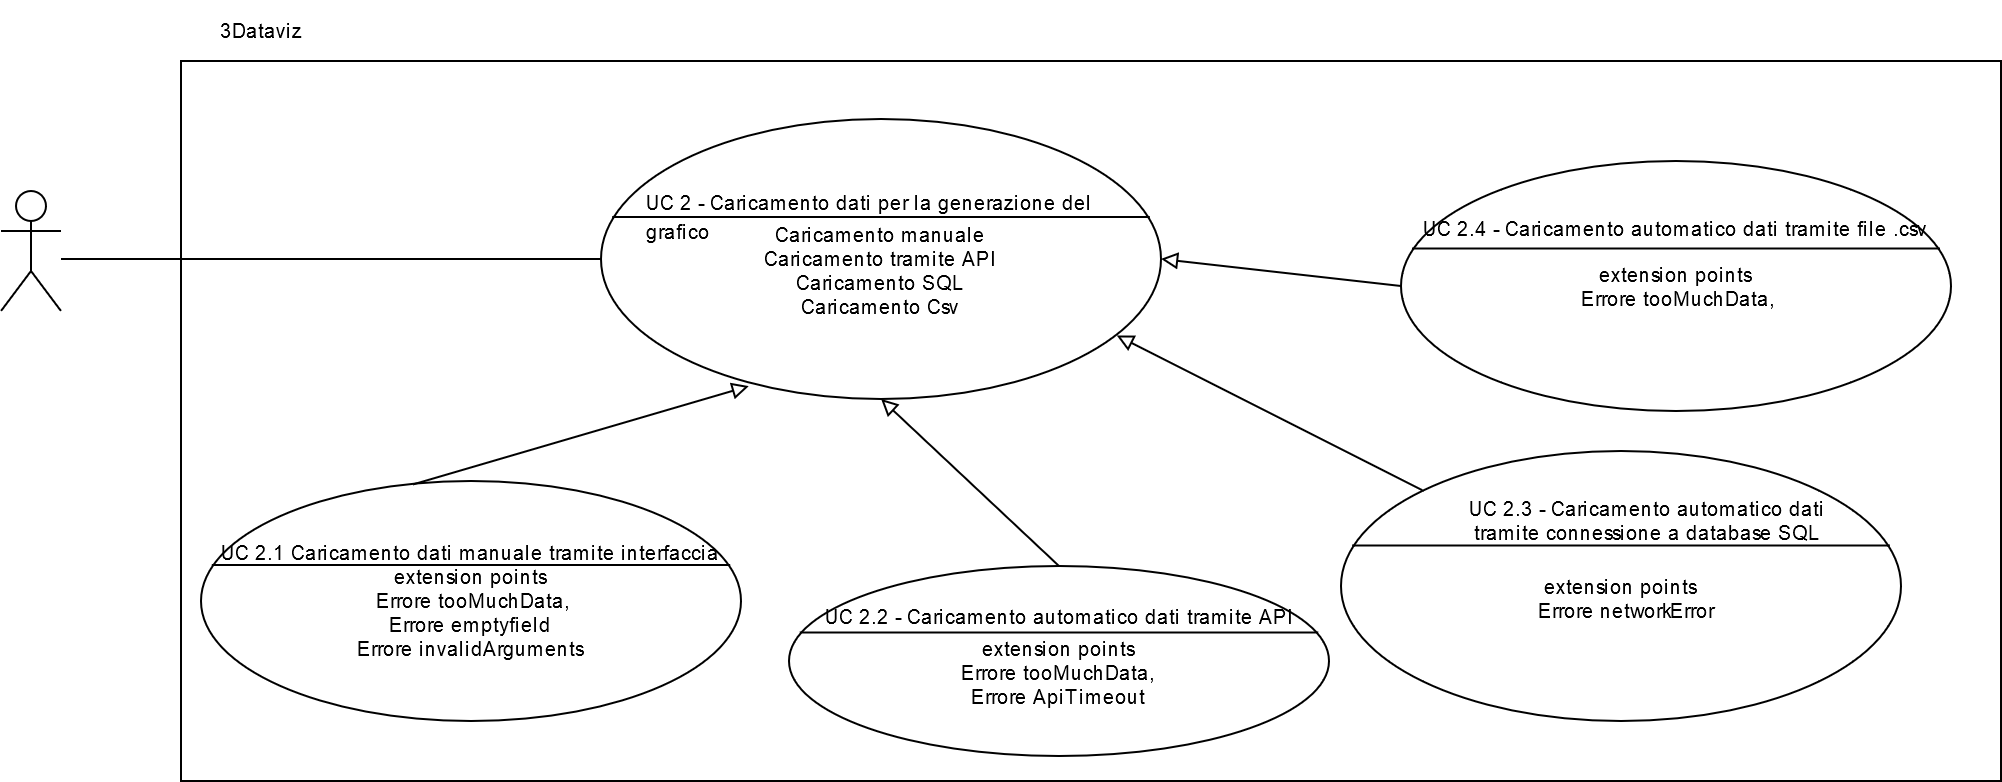 3Dataviz
UC 2 - Caricamento dati per la generazione del
grafico
Caricamento manuale
Caricamento tramite API
Caricamento SQL
Caricamento Csv
UC 2.4 - Caricamento automatico dati tramite file .csv
extension points
Errore tooMuchData,
UC 2.1 Caricamento dati manuale tramite interfaccia
extension points
Errore tooMuchData,
Errore emptyfield
Errore invalidArguments
UC 2.2 - Caricamento automatico dati tramite API
extension points
Errore tooMuchData,
Errore ApiTimeout
UC 2.3 - Caricamento automatico dati
tramite connessione a database SQL
extension points
Errore networkError